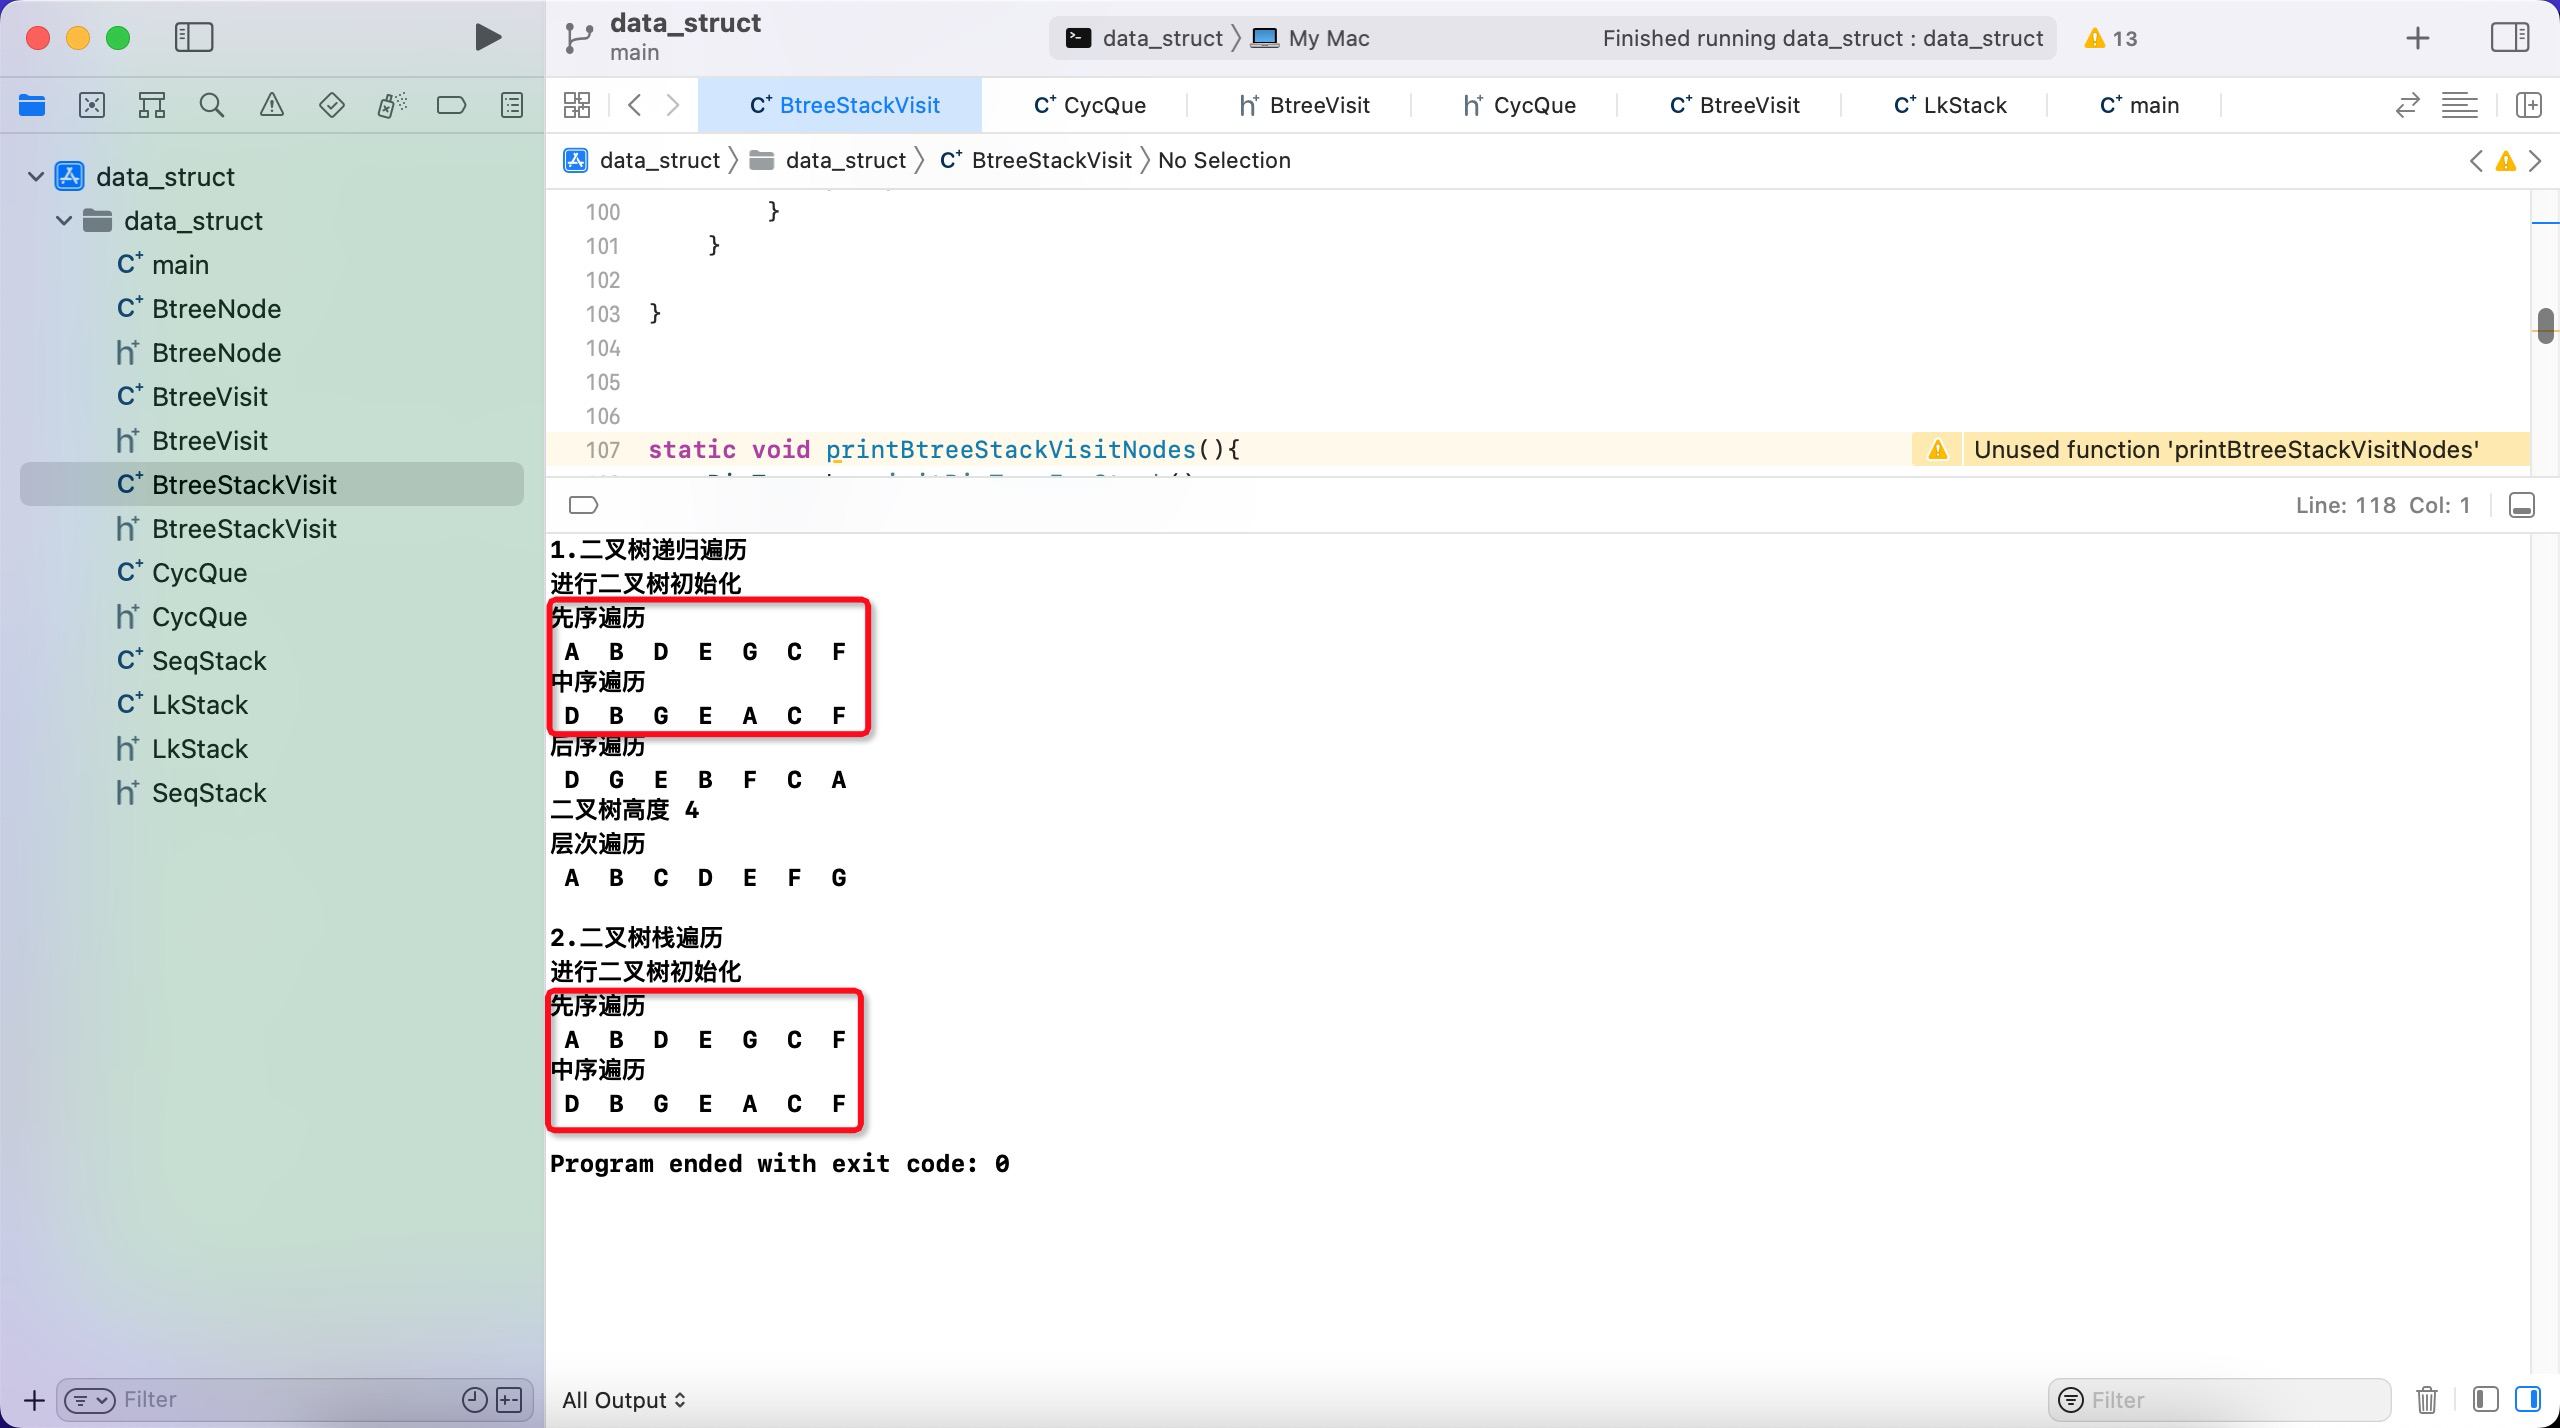 data_struct
main
data_struct
My Mac
Finished running data_struct : data_struct
13
BtreeStackVisit
CycQue
BtreeVisit
CycQue
BtreeVisit
LkStack
main
data_struct
data_struct
BtreeStackVisit
No Selection
data_struct
data_struct
C+ main
C+ BtreeNode
h+ BtreeNode
C+ BtreeVisit
h+ BtreeVisit
C+ BtreeStackVisit
h+ BtreeStackVisit
C+ CycQue
h+ CycQue
C+ SeqStack
C+ LkStack
h+ LkStack
h+ SeqStack
Filter
100 }
101 }
102
103 }
104
105
106
107 static void printBtreeStackVisitNodes(){
Unused function 'printBtreeStackVisitNodes'
Line: 118 Col: 1
1.二叉树递归遍历
进行二叉树初始化
先序遍历
A B D E G C F
中序遍历
D B G E A C F
后序遍历
D G E B F C A
二叉树高度 4
层次遍历
A B C D E F G
2.二叉树栈遍历
进行二叉树初始化
先序遍历
A B D E G C F
中序遍历
D B G E A C F
Program ended with exit code: 0
All Output
Filter